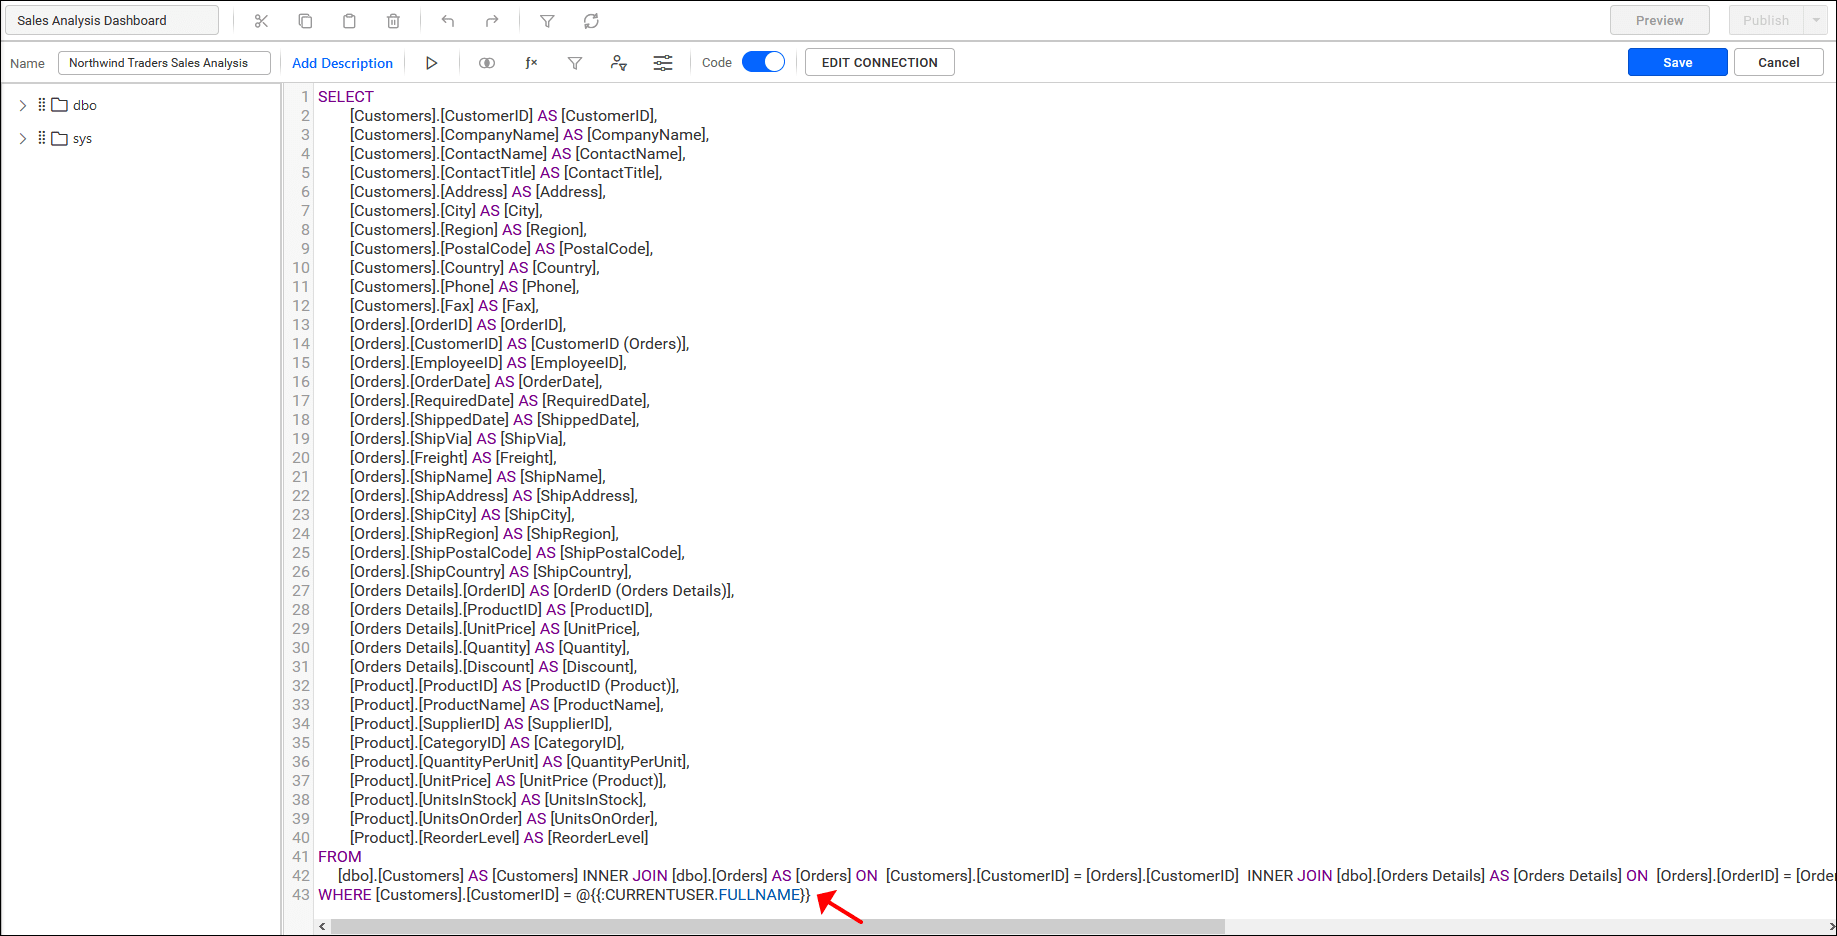 Sales Analysis Dashboard
Preview
Publish
Name
Northwind Traders Sales Analysis
Add Description
Code
EDIT CONNECTION
Save
Cancel
dbo
sys
1 SELECT
2 [Customers].[CustomerID] AS [CustomerID],
3 [Customers].[CompanyName] AS [CompanyName],
4 [Customers].[ContactName] AS [ContactName],
5 [Customers].[ContactTitle] AS [ContactTitle],
6 [Customers].[Address] AS [Address],
7 [Customers].[City] AS [City],
8 [Customers].[Region] AS [Region],
9 [Customers].[PostalCode] AS [PostalCode],
10 [Customers].[Country] AS [Country],
11 [Customers].[Phone] AS [Phone],
12 [Customers].[Fax] AS [Fax],
13 [Orders].[OrderID] AS [OrderID],
14 [Orders].[CustomerID] AS [CustomerID (Orders)],
15 [Orders].[EmployeeID] AS [EmployeeID],
16 [Orders].[OrderDate] AS [OrderDate],
17 [Orders].[RequiredDate] AS [RequiredDate],
18 [Orders].[ShippedDate] AS [ShippedDate],
19 [Orders].[ShipVia] AS [ShipVia],
20 [Orders].[Freight] AS [Freight],
21 [Orders].[ShipName] AS [ShipName],
22 [Orders].[ShipAddress] AS [ShipAddress],
23 [Orders].[ShipCity] AS [ShipCity],
24 [Orders].[ShipRegion] AS [ShipRegion],
25 [Orders].[ShipPostalCode] AS [ShipPostalCode],
26 [Orders].[ShipCountry] AS [ShipCountry],
27 [Orders Details].[OrderID] AS [OrderID (Orders Details)],
28 [Orders Details].[ProductID] AS [ProductID],
29 [Orders Details].[UnitPrice] AS [UnitPrice],
30 [Orders Details].[Quantity] AS [Quantity],
31 [Orders Details].[Discount] AS [Discount],
32 [Product].[ProductID] AS [ProductID (Product)],
33 [Product].[ProductName] AS [ProductName],
34 [Product].[SupplierID] AS [SupplierID],
35 [Product].[CategoryID] AS [CategoryID],
36 [Product].[QuantityPerUnit] AS [QuantityPerUnit],
37 [Product].[UnitPrice] AS [UnitPrice (Product)],
38 [Product].[UnitsInStock] AS [UnitsInStock],
39 [Product].[UnitsOnOrder] AS [UnitsOnOrder],
40 [Product].[ReorderLevel] AS [ReorderLevel]
41 FROM
42 [dbo].[Customers] AS [Customers] INNER JOIN [dbo].[Orders] AS [Orders] ON [Customers].[CustomerID] = [Orders].[CustomerID] INNER JOIN [dbo].[Orders Details] AS [Orders Details] ON [Orders].[OrderID] = [Order
43 WHERE [Customers].[CustomerID] = @{{:CURRENTUSER.FULLNAME}}